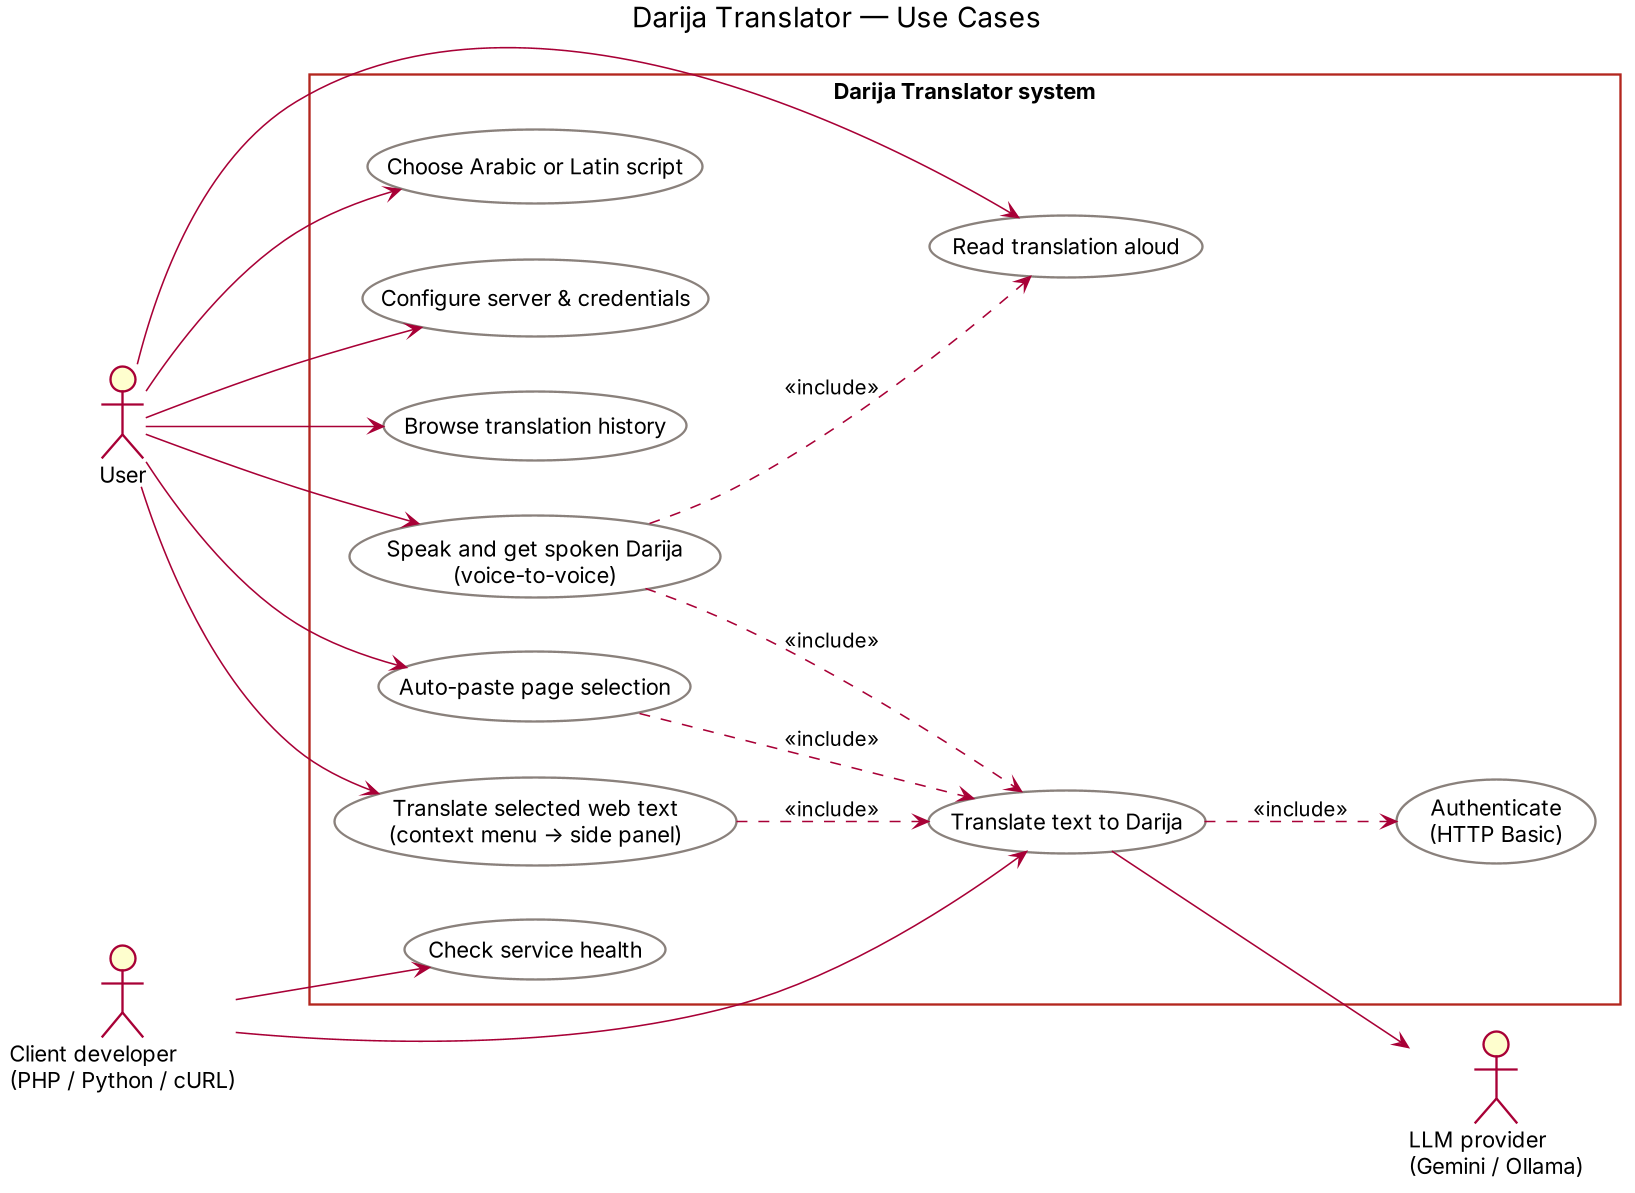 Darija Translator — Use Cases
Darija Translator system
Choose Arabic or Latin script
Read translation aloud
Configure server & credentials
«include»
Browse translation history
User
Speak and get spoken Darija
(voice-to-voice)
«include»
Auto-paste page selection
«include»
Translate selected web text
(context menu → side panel)
«include»
Translate text to Darija
«include»
Authenticate
(HTTP Basic)
Check service health
Client developer
(PHP / Python / cURL)
LLM provider
(Gemini / Ollama)